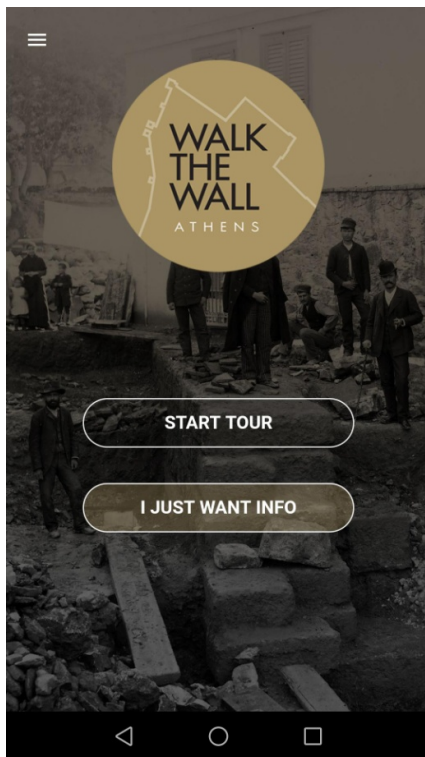 WALK
THE
WALL
ATHENS
START TOUR
I JUST WANT INFO